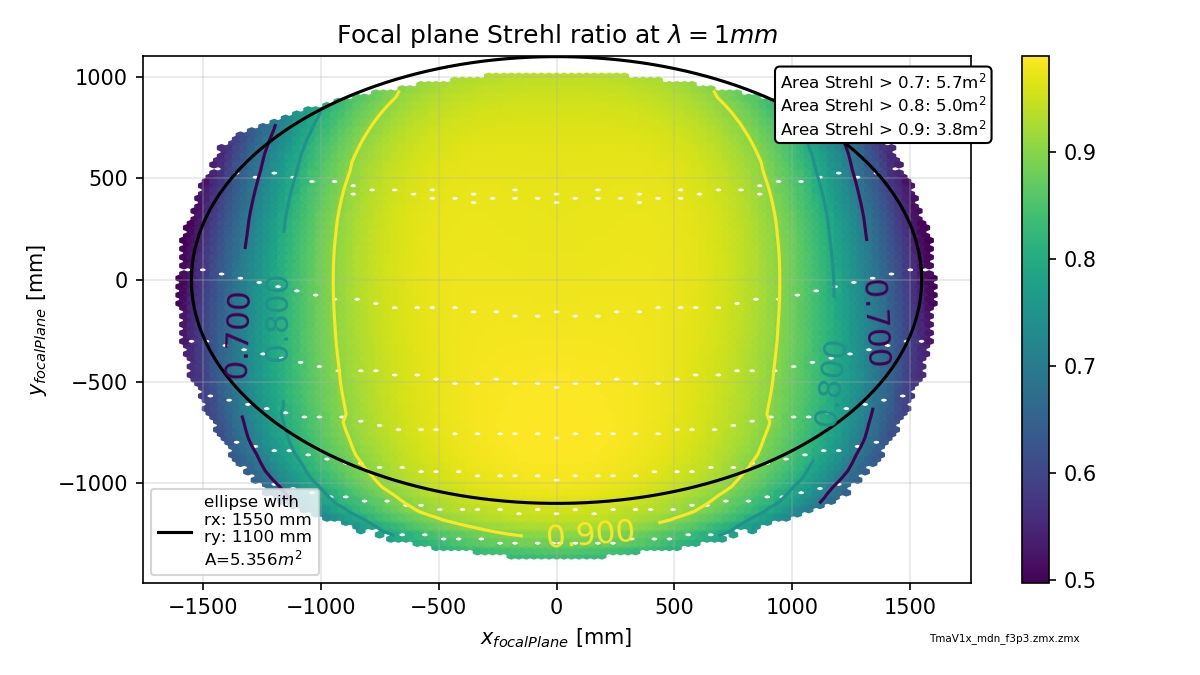 Focal plane Strehl ratio at λ = 1mm
Area Strehl > 0.7: 5.7m²
Area Strehl > 0.8: 5.0m²
Area Strehl > 0.9: 3.8m²
1000
500
0
−500
−1000
y_focalPlane [mm]
0.700
0.800
0.900
0.800
0.700
ellipse with
rx: 1550 mm
ry: 1100 mm
A=5.356m²
−1500 −1000 −500 0 500 1000 1500
x_focalPlane [mm]
0.9
0.8
0.7
0.6
0.5
TmaV1x_mdn_f3p3.zmx.zmx